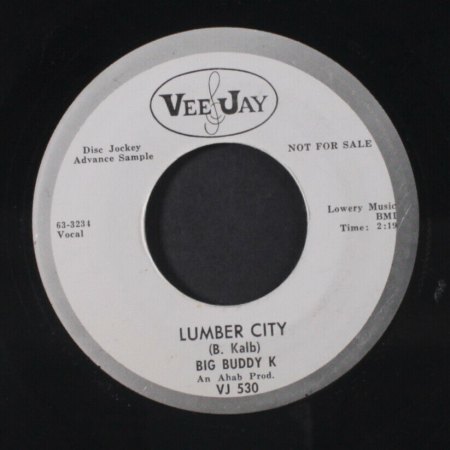 VEE JAY
Disc Jockey
Advance Sample
NOT FOR SALE
63-3234
Vocal
Lowery Music
BMI
Time: 2:19
LUMBER CITY
(B. Kalb)
BIG BUDDY K
An Ahab Prod.
VJ 530